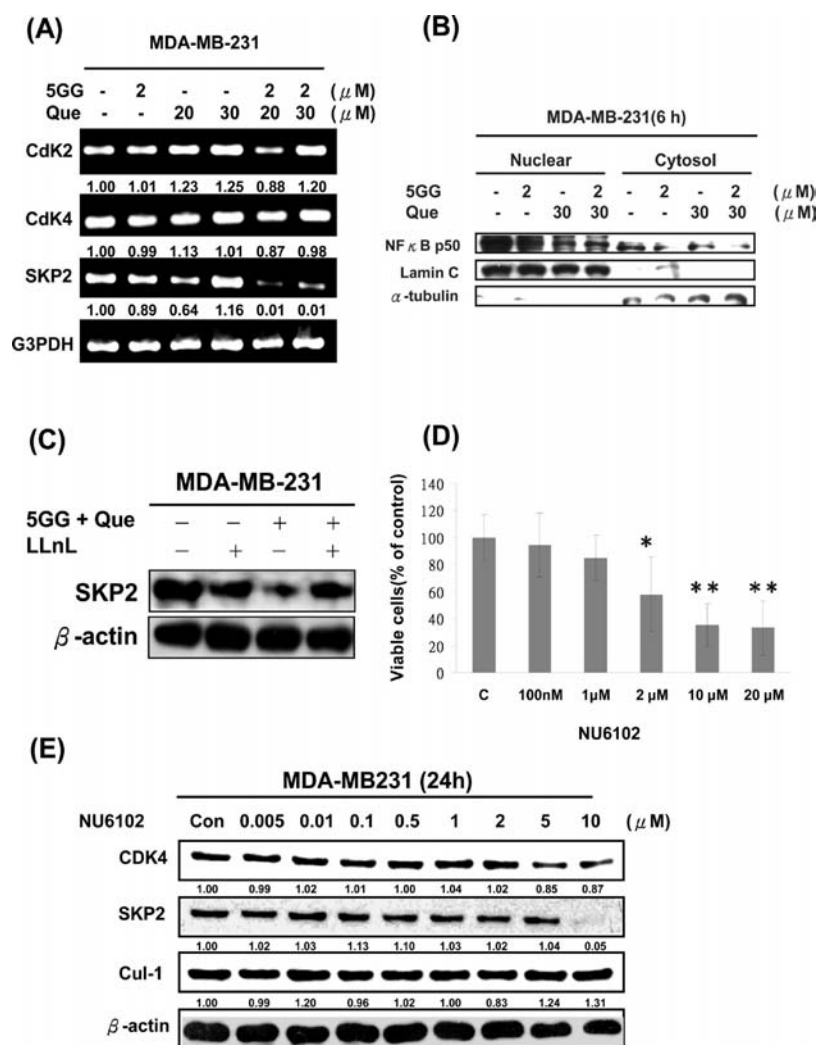 (A)
MDA-MB-231
5GG - 2 - - 2 2 (μM)
Que - - 20 30 20 30 (μM)
CdK2
1.00 1.01 1.23 1.25 0.88 1.20
CdK4
1.00 0.99 1.13 1.01 0.87 0.98
SKP2
1.00 0.89 0.64 1.16 0.01 0.01
G3PDH
(B)
MDA-MB-231(6 h)
Nuclear Cytosol
5GG - 2 - 2 - 2 - 2 (μM)
Que - - 30 30 - - 30 30 (μM)
NFκB p50
Lamin C
α-tubulin
(C)
MDA-MB-231
5GG + Que − − + +
LLnL − + − +
SKP2
β-actin
(D)
Viable cells(% of control)
140
120
100
80
60
40
20
0
*
**
**
C 100nM 1μM 2 μM 10 μM 20 μM
NU6102
(E)
MDA-MB231 (24h)
NU6102 Con 0.005 0.01 0.1 0.5 1 2 5 10 (μM)
CDK4
1.00 0.99 1.02 1.01 1.00 1.04 1.02 0.85 0.87
SKP2
1.00 1.02 1.03 1.13 1.10 1.03 1.02 1.04 0.05
Cul-1
1.00 0.99 1.20 0.96 1.02 1.00 0.83 1.24 1.31
β-actin